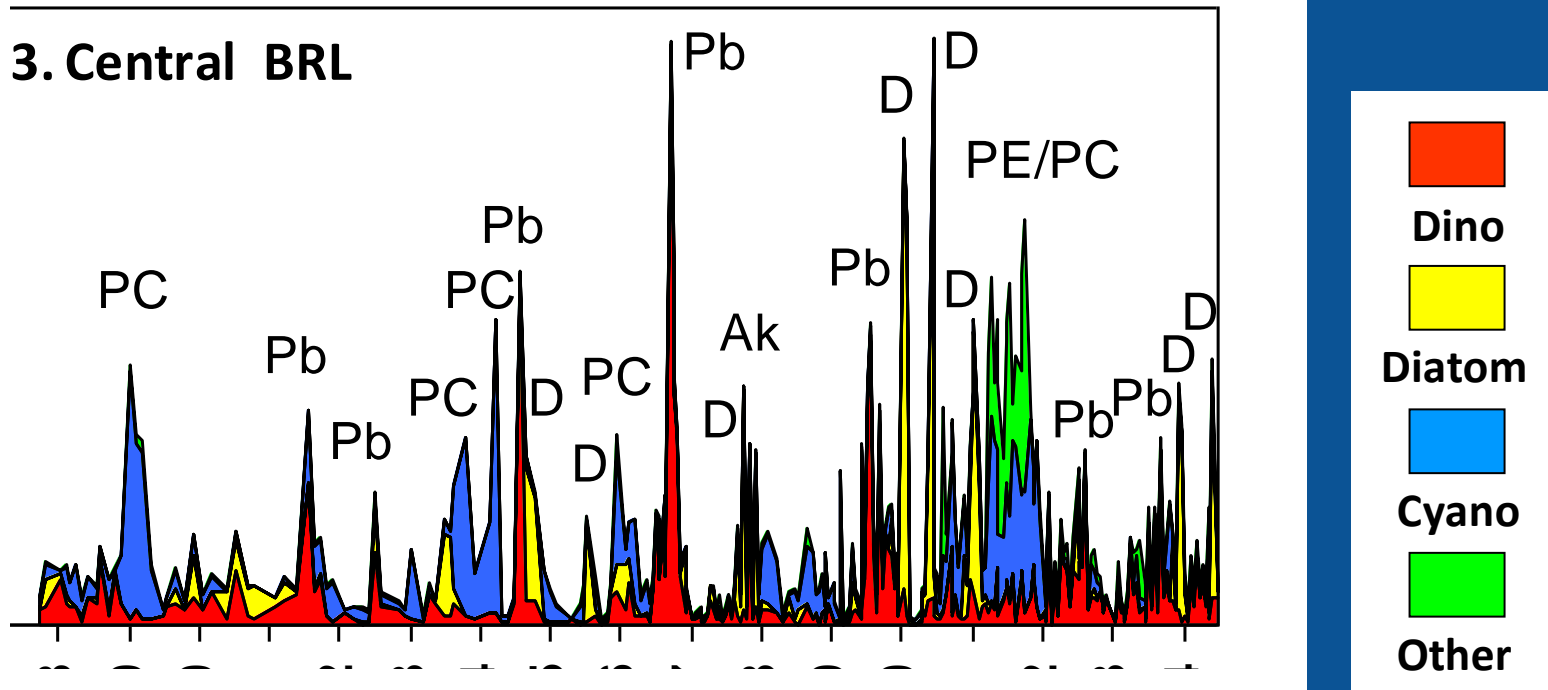 3. Central BRL
Pb
D
D
PE/PC
Pb
PC
PC
Pb
D
D
Ak
Pb
PC
PC
D
D
Pb
D
D
Pb
Pb
Pb
Dino
Diatom
Cyano
Other